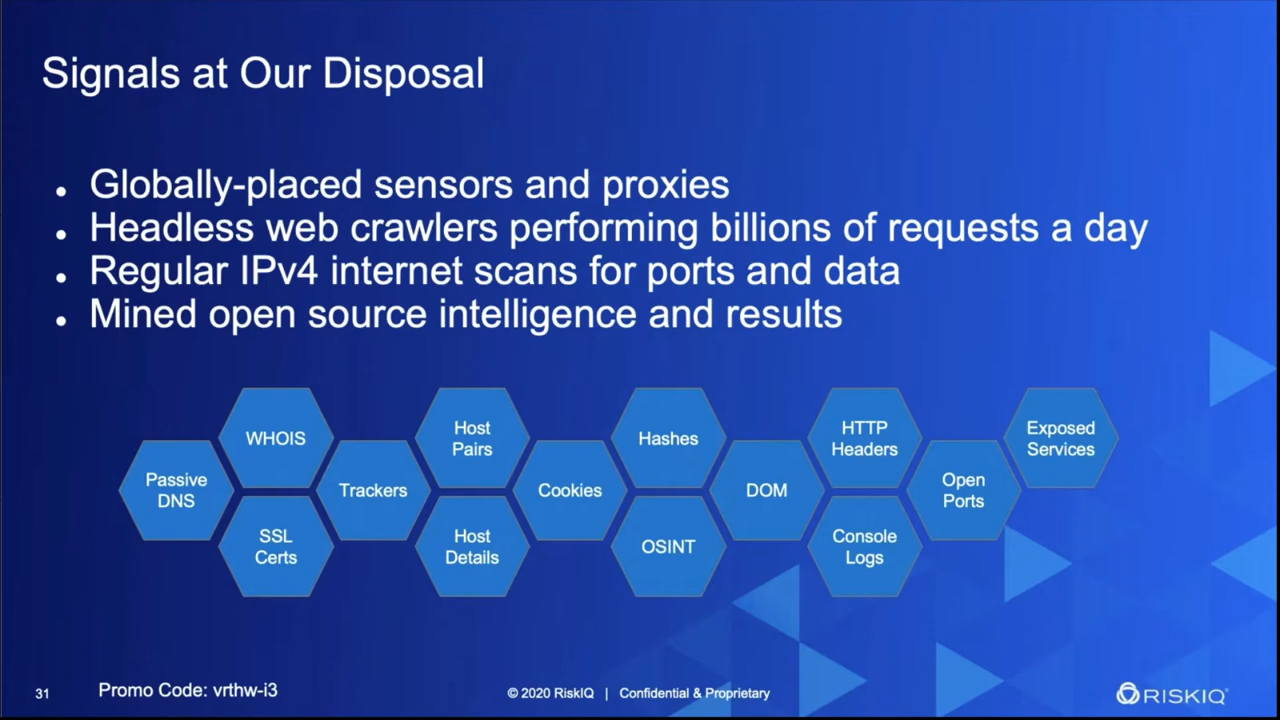 Signals at Our Disposal
• Globally-placed sensors and proxies
• Headless web crawlers performing billions of requests a day
• Regular IPv4 internet scans for ports and data
• Mined open source intelligence and results
Passive
DNS
WHOIS
SSL
Certs
Trackers
Host
Pairs
Host
Details
Cookies
Hashes
OSINT
DOM
HTTP
Headers
Console
Logs
Open
Ports
Exposed
Services
31
Promo Code: vrthw-i3
© 2020 RiskIQ | Confidential & Proprietary
RISKIQ